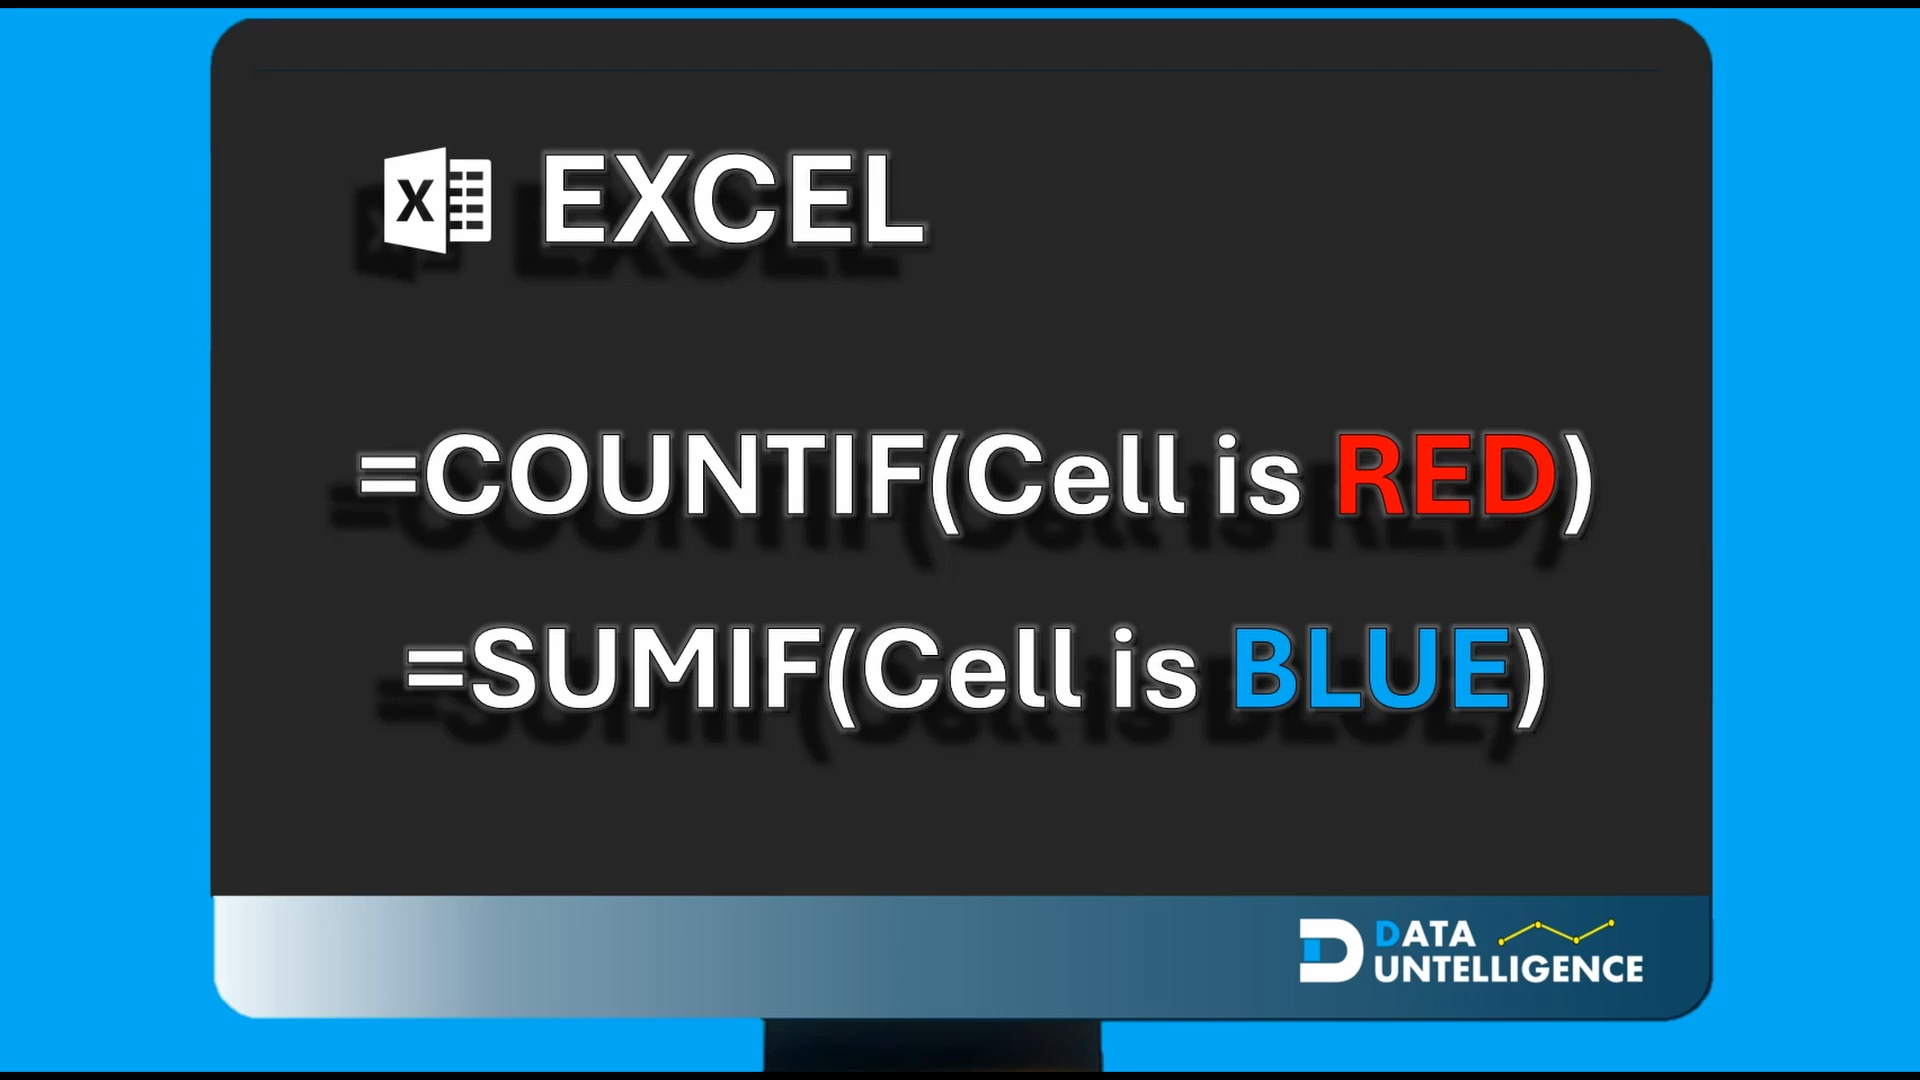 X EXCEL
=COUNTIF(Cell is RED)
=SUMIF(Cell is BLUE)
DATA
UNTELLIGENCE